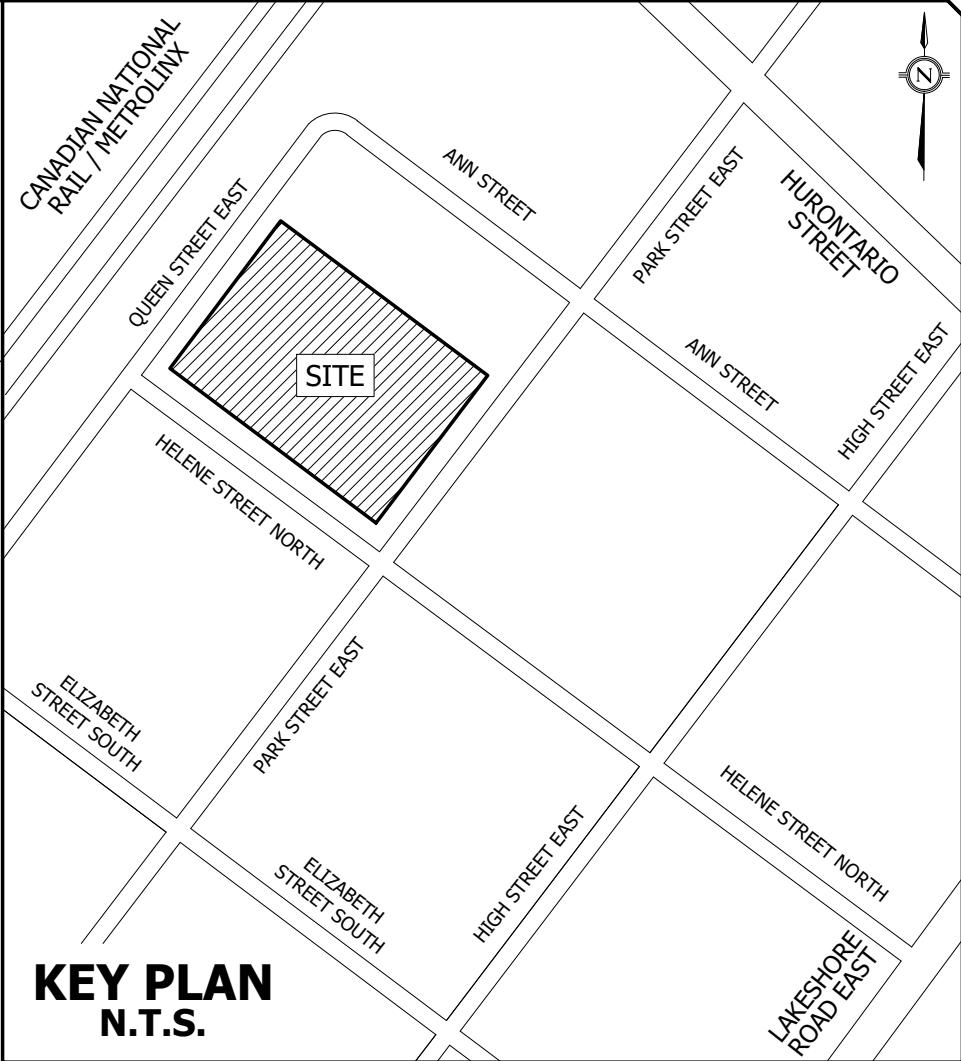 CANADIAN NATIONAL
RAIL / METROLINX
N
ANN STREET
QUEEN STREET EAST
PARK STREET EAST
HURONTARIO
STREET
SITE
ANN STREET
HIGH STREET EAST
HELENE STREET NORTH
ELIZABETH
STREET SOUTH
PARK STREET EAST
HELENE STREET NORTH
ELIZABETH
STREET SOUTH
HIGH STREET EAST
LAKESHORE
ROAD EAST
KEY PLAN
N.T.S.